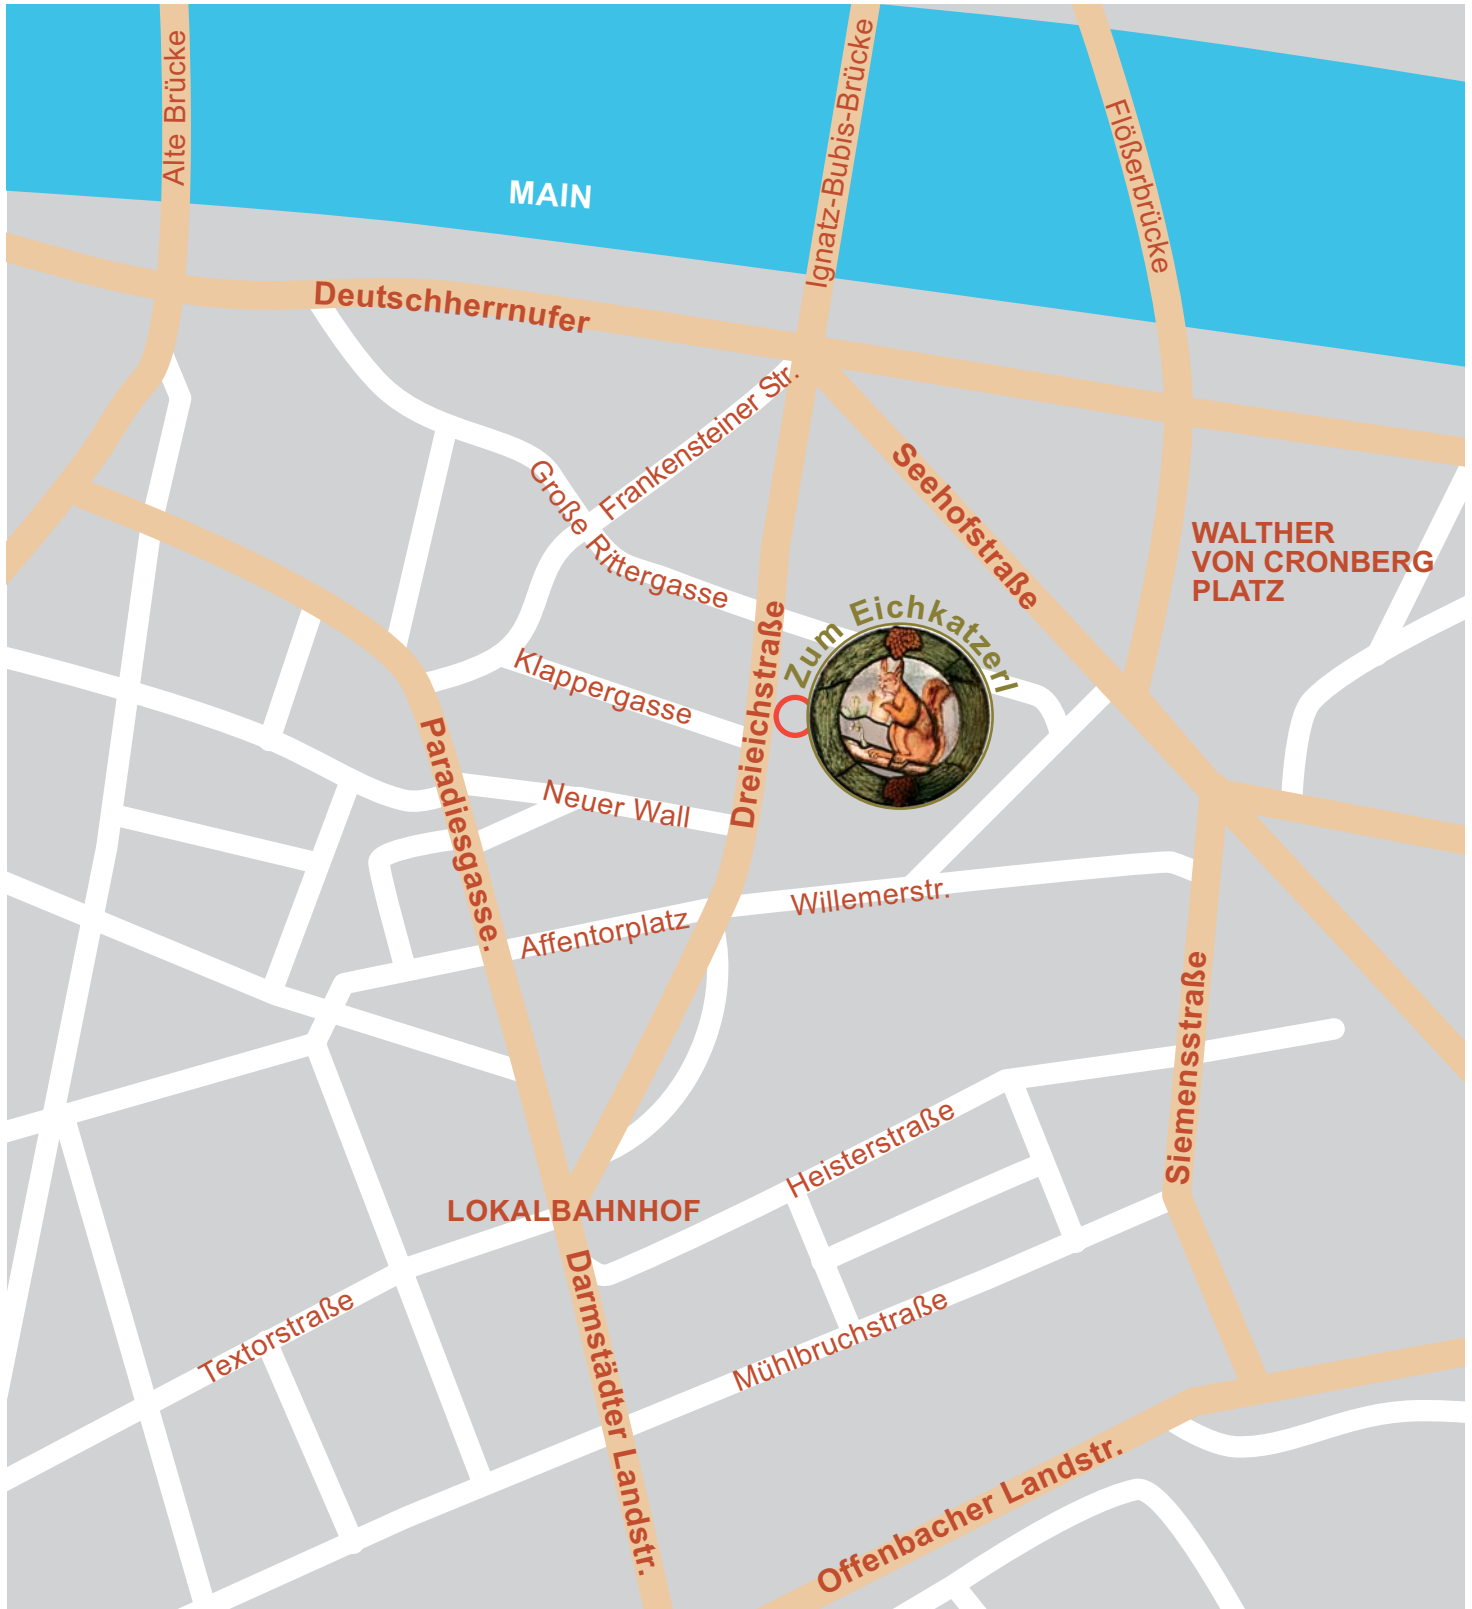 Alte Brücke
Ignatz-Bubis-Brücke
Flößerbrücke
MAIN
Deutschherrnufer
Frankensteiner Str.
Große Rittergasse
Seehofstraße
WALTHER
VON CRONBERG
PLATZ
Zum Eichkatzerl
Klappergasse
Dreieichstraße
Paradiesgasse.
Neuer Wall
Willemerstr.
Affentorplatz
Siemensstraße
Heisterstraße
LOKALBAHNHOF
Darmstädter Landstr.
Textorstraße
Mühlbruchstraße
Offenbacher Landstr.